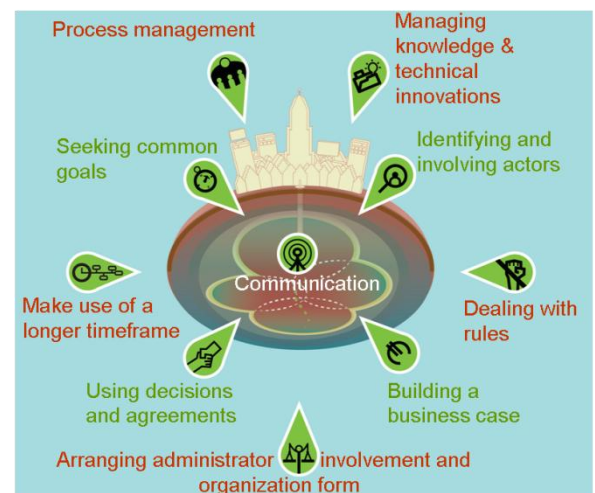 Process management
Managing
knowledge &
technical
innovations
Seeking common
goals
Identifying and
involving actors
Communication
Make use of a
longer timeframe
Dealing with
rules
Using decisions
and agreements
Building a
business case
Arranging administrator involvement and
organization form